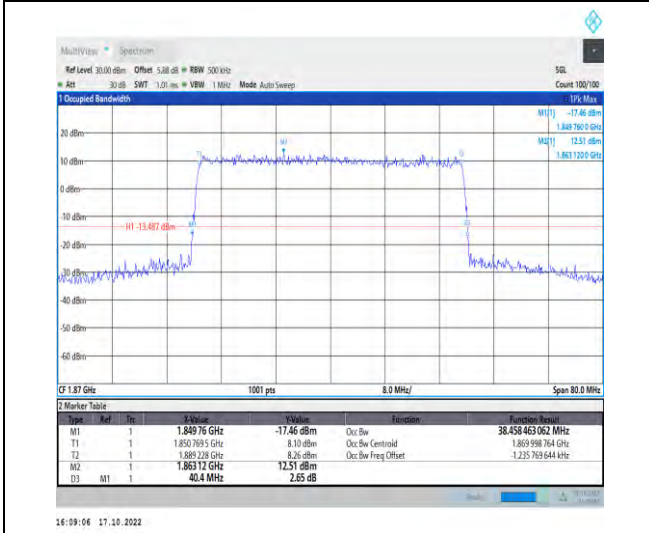 MultiView Spectrum
Ref Level 30.00 dBm Offset 5.88 dB RBW 500 kHz SGL
Att 30 dB SWT 1.01 ms VBW 1 MHz Mode Auto Sweep Count 100/100
1 Occupied Bandwidth 1Pk Max
M1[1] -17.46 dBm
1.849 760 0 GHz
M2[1] 12.51 dBm
1.863 120 0 GHz
20 dBm
M2
T1
10 dBm
0 dBm
-10 dBm
H1 -13.487 dBm
M1
-20 dBm
-30 dBm
-40 dBm
-50 dBm
-60 dBm
CF 1.87 GHz 1001 pts 8.0 MHz/ Span 80.0 MHz
2 Marker Table
Type Ref Trc X-Value Y-Value Function Function Result
M1 1 1.849 76 GHz -17.46 dBm Occ Bw 38.458 463 062 MHz
T1 1 1.850 769 5 GHz 8.10 dBm Occ Bw Centroid 1.869 998 764 GHz
T2 1 1.889 228 GHz 8.26 dBm Occ Bw Freq Offset -1.235 769 644 kHz
M2 1 1.863 12 GHz 12.51 dBm
D3 M1 1 40.4 MHz 2.65 dB
16:09:06 17.10.2022